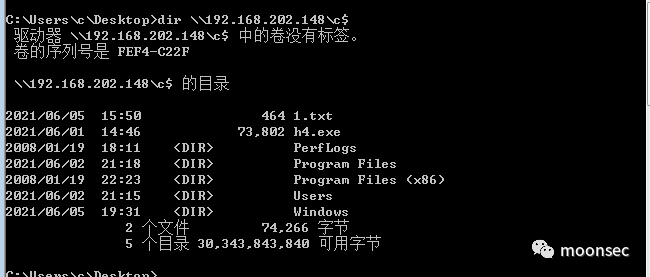 C:\Users\c\Desktop>dir \\192.168.202.148\c$
驱动器 \\192.168.202.148\c$ 中的卷没有标签。
卷的序列号是 FEF4-C22F
\\192.168.202.148\c$ 的目录
2021/06/05  15:50               464 1.txt
2021/06/01  14:46            73,802 h4.exe
2008/01/19  18:11    <DIR>          PerfLogs
2021/06/02  21:18    <DIR>          Program Files
2008/01/19  22:23    <DIR>          Program Files (x86)
2021/06/02  21:15    <DIR>          Users
2021/06/05  19:31    <DIR>          Windows
2 个文件         74,266 字节
5 个目录 30,343,843,840 可用字节
moonsec
C:\Users\c\Desktop>